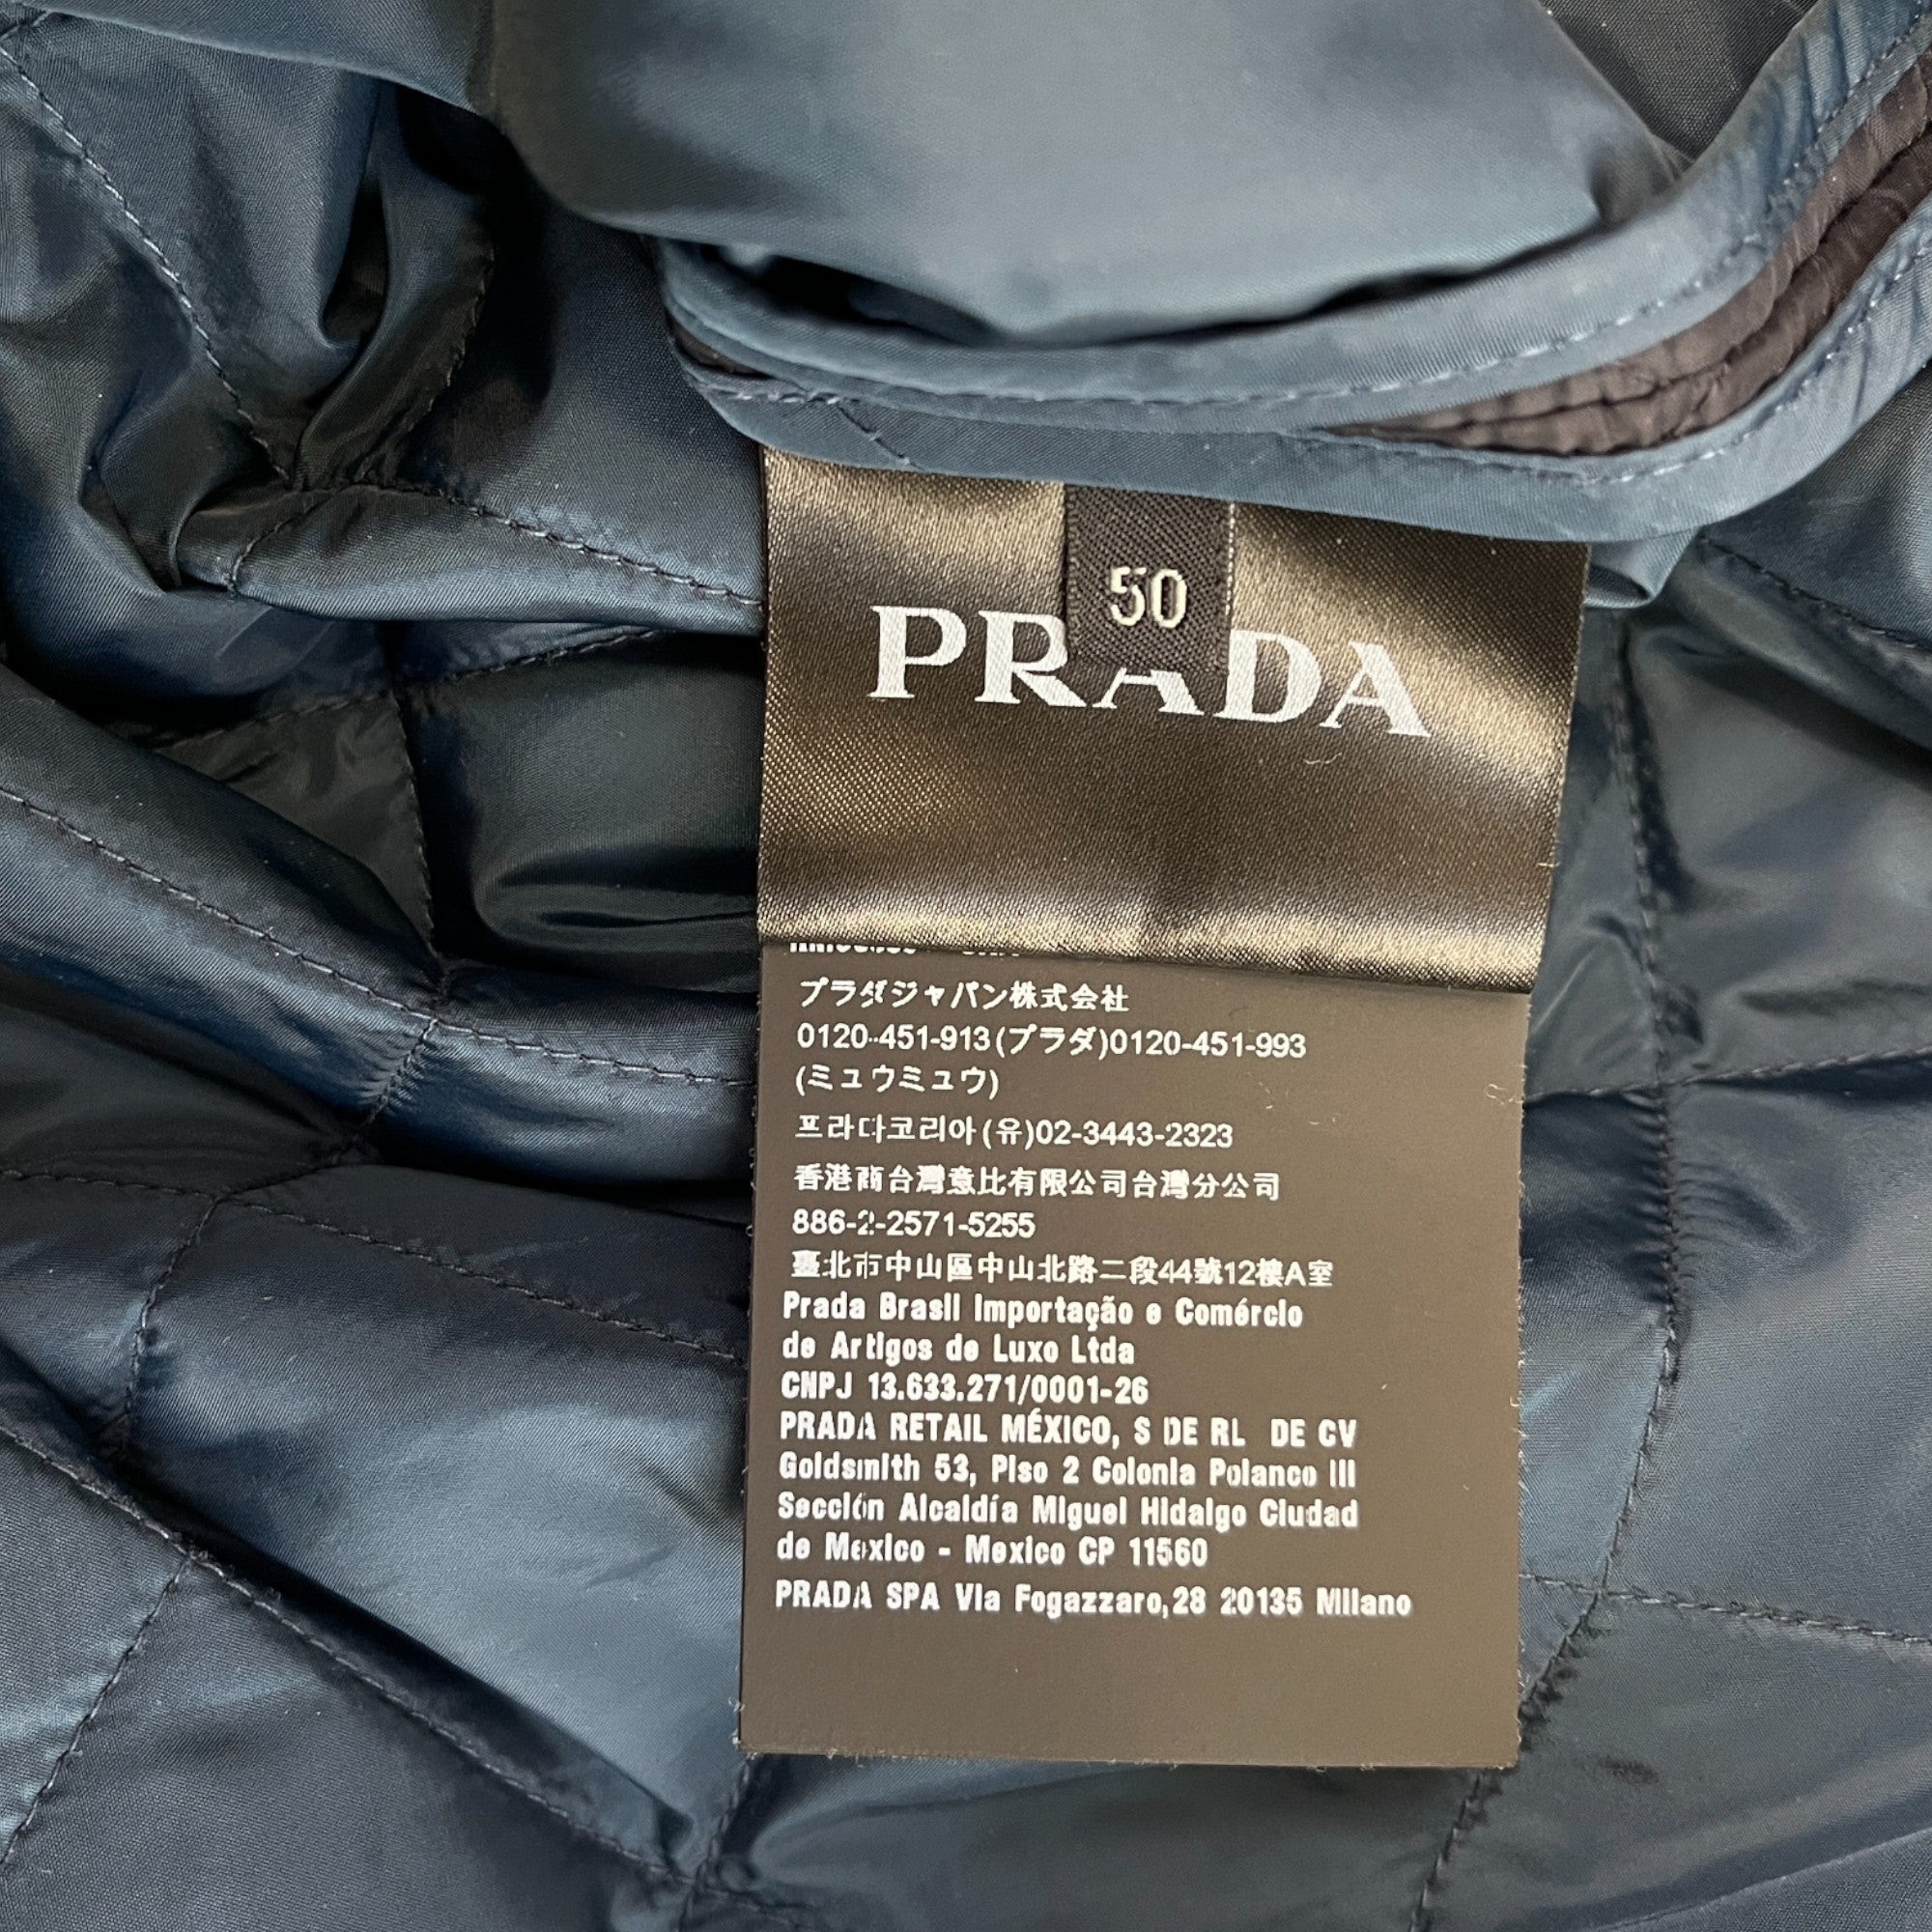 50
PRADA
プラダジャパン株式会社
0120-451-913(プラダ)0120-451-993
(ミュウミュウ)
프라다코리아(유)02-3443-2323
香港商台灣意比有限公司台灣分公司
886-2-2571-5255
臺北市中山區中山北路二段44號12樓A室
Prada Brasil Importação e Comércio
de Artigos de Luxo Ltda
CNPJ 13.633.271/0001-26
PRADA RETAIL MÉXICO, S DE RL DE CV
Goldsmith 53, Piso 2 Colonia Polanco III
Sección Alcaldía Miguel Hidalgo Ciudad
de Mexico - Mexico CP 11560
PRADA SPA Via Fogazzaro,28 20135 Milano